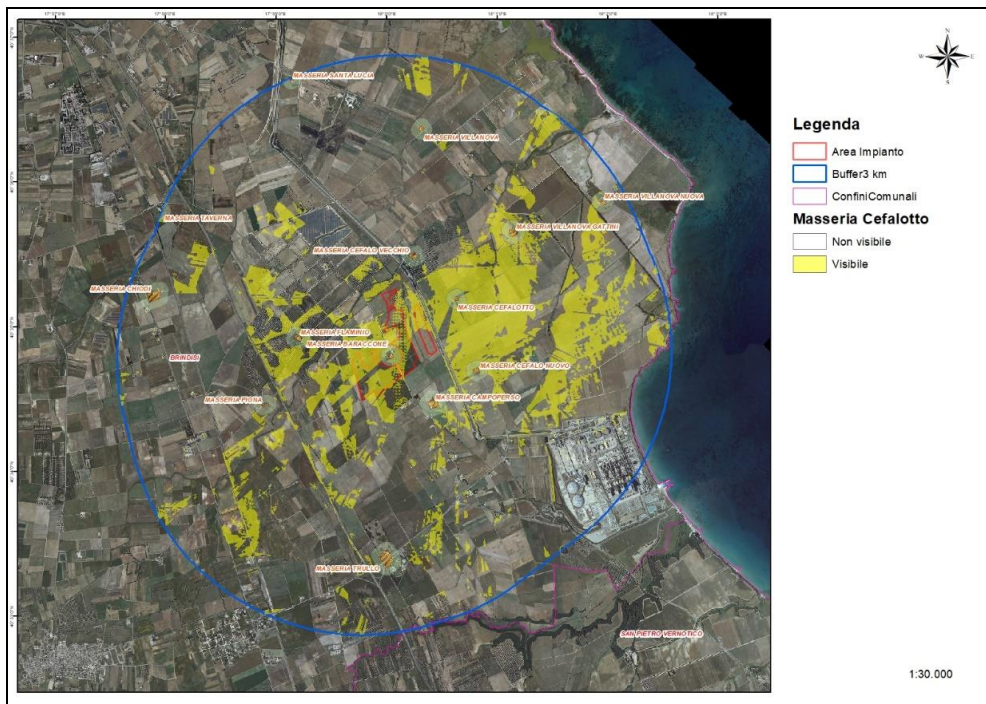 MASSERIA SANTA LUCIA
MASSERIA VILLANOVA
MASSERIA VILLANOVA NUOVA
MASSERIA TAVERNA
MASSERIA VILLANOVA GATTINI
MASSERIA CEFALO VECCHIO
MASSERIA CHIODI
MASSERIA CEFALOTTO
MASSERIA FLAMINIO
MASSERIA BARACCONE
BRINDISI
MASSERIA CEFALO NUOVO
MASSERIA PIGNA
MASSERIA CAMPOPERSO
MASSERIA TRULLO
SAN PIETRO VERNOTICO
N
W
E
S
Legenda
Area Impianto
Buffer3 km
ConfiniComunali
Masseria Cefalotto
Non visibile
Visibile
1:30.000